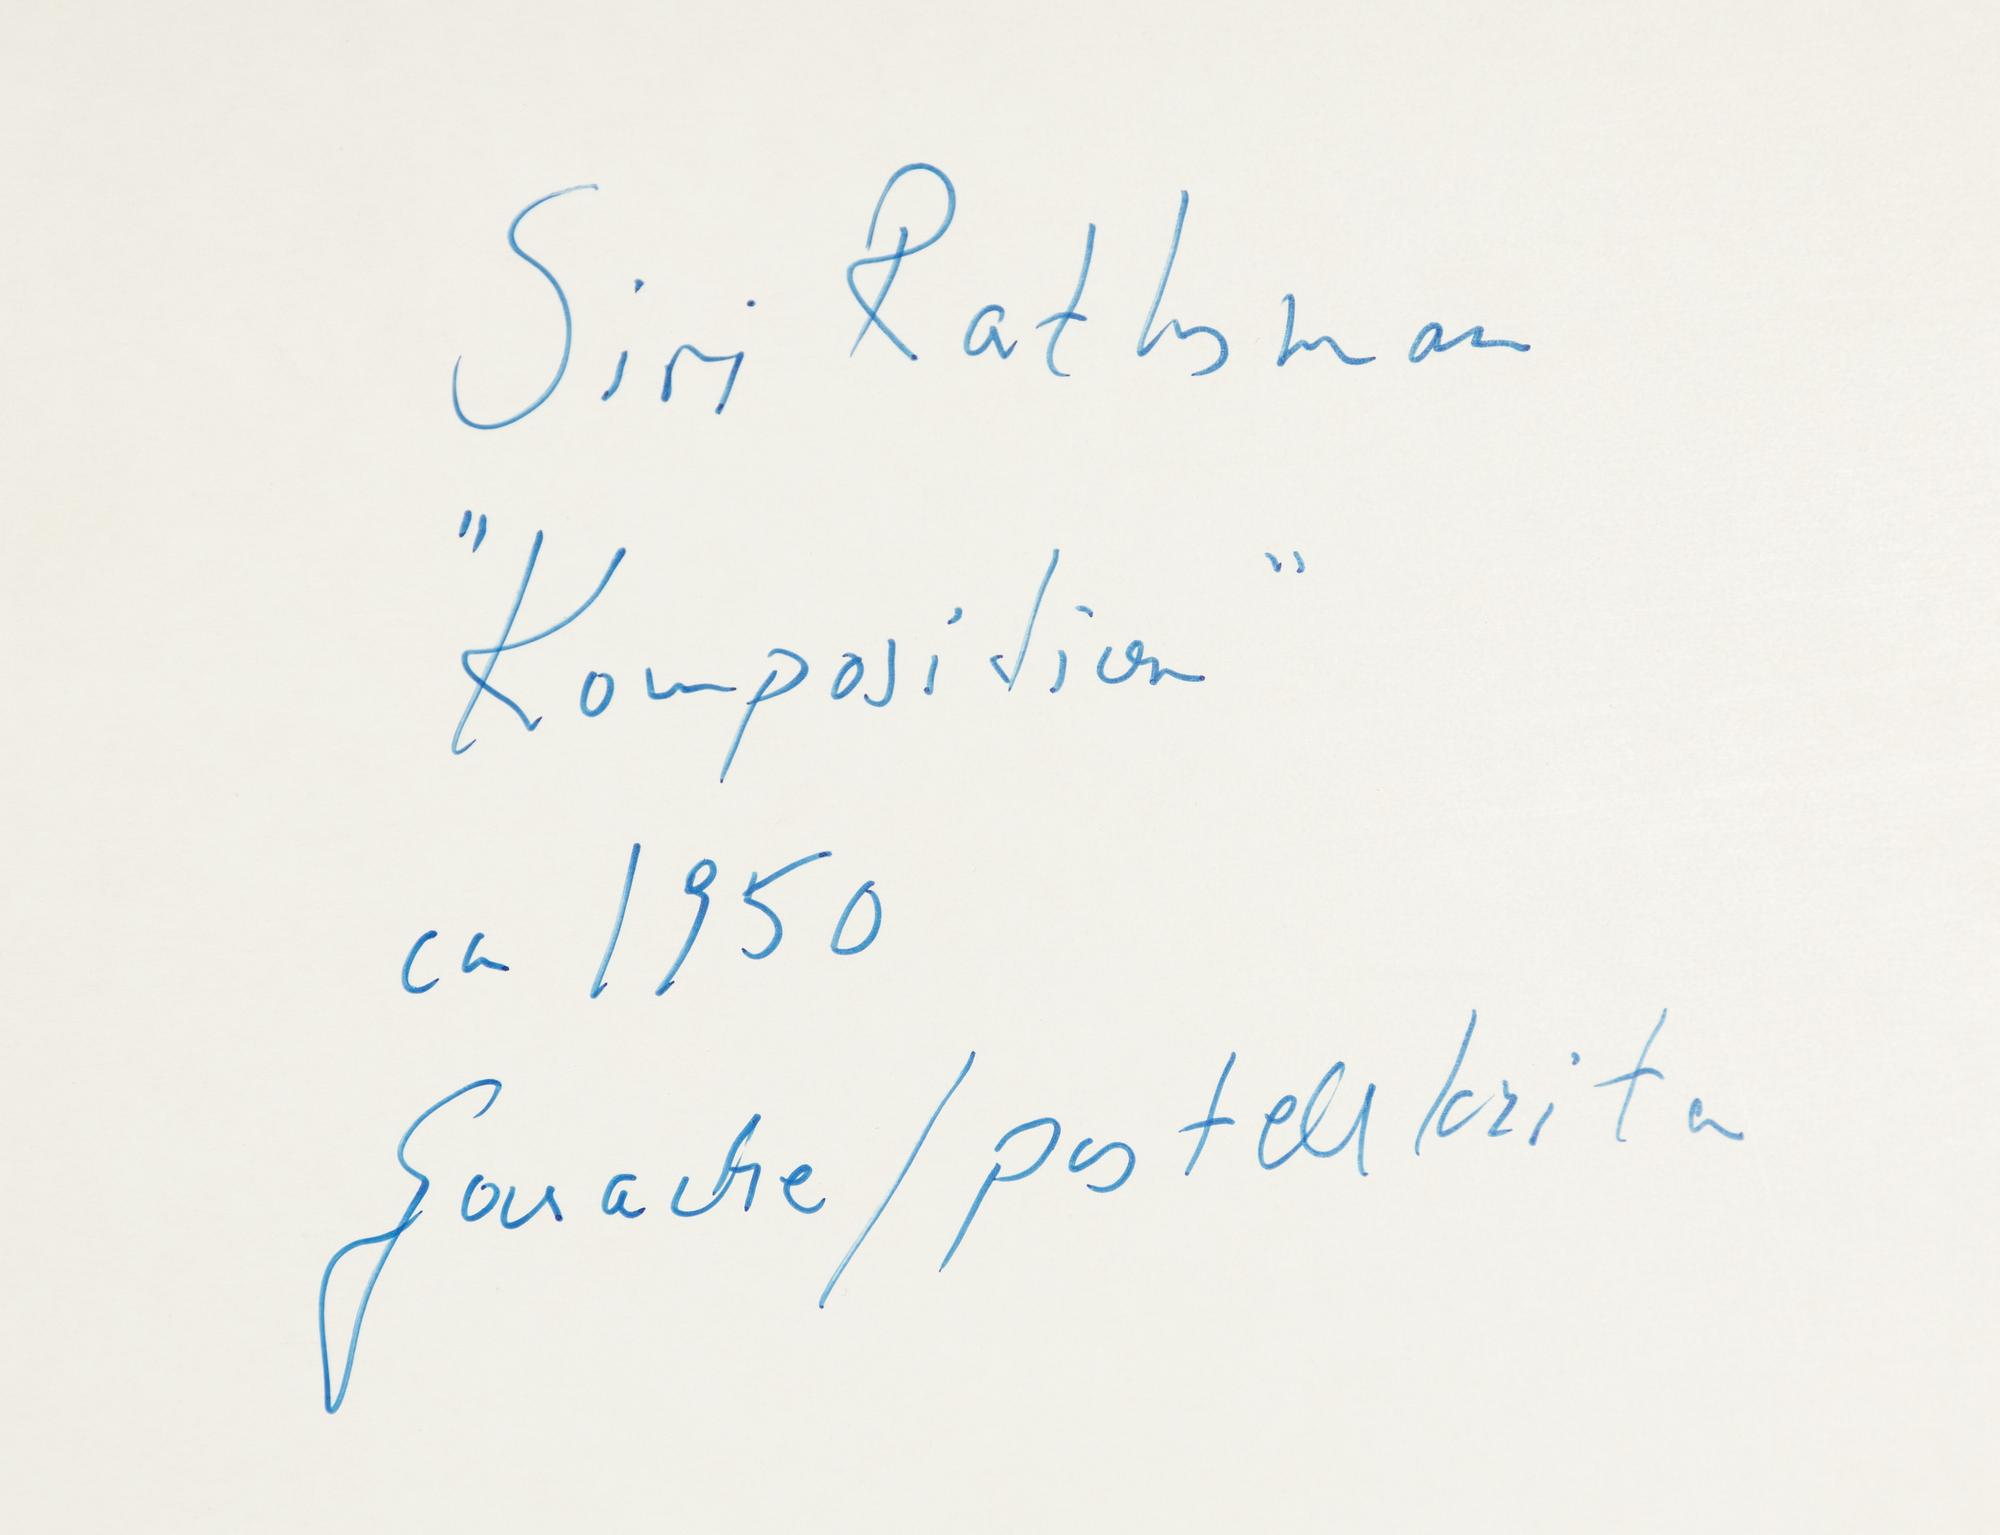 Siri Rathsman
"Komposition"
ca 1950
Gouache/pastellkrita